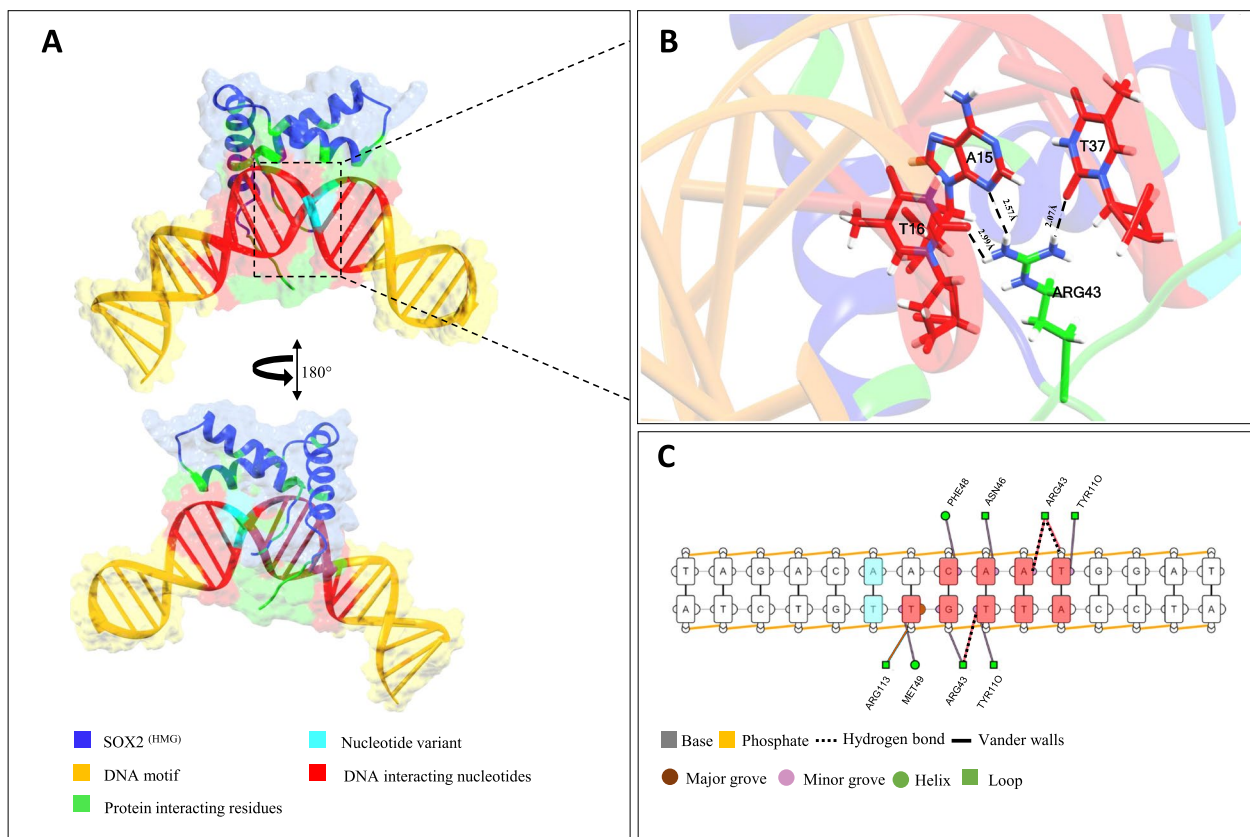 A
180°
SOX2 (HMG)
Nucleotide variant
DNA motif
DNA interacting nucleotides
Protein interacting residues
B
A15
T37
T16
2.57Å
2.07Å
2.99Å
ARG43
C
PHE48 ASN46 ARG43 TYR110
T A G A C A A C A A T G G A T
A T C T G T T G T T A C C T A
ARG113 MET49 ARG43 TYR110
Base Phosphate Hydrogen bond Vander walls
Major grove Minor grove Helix Loop